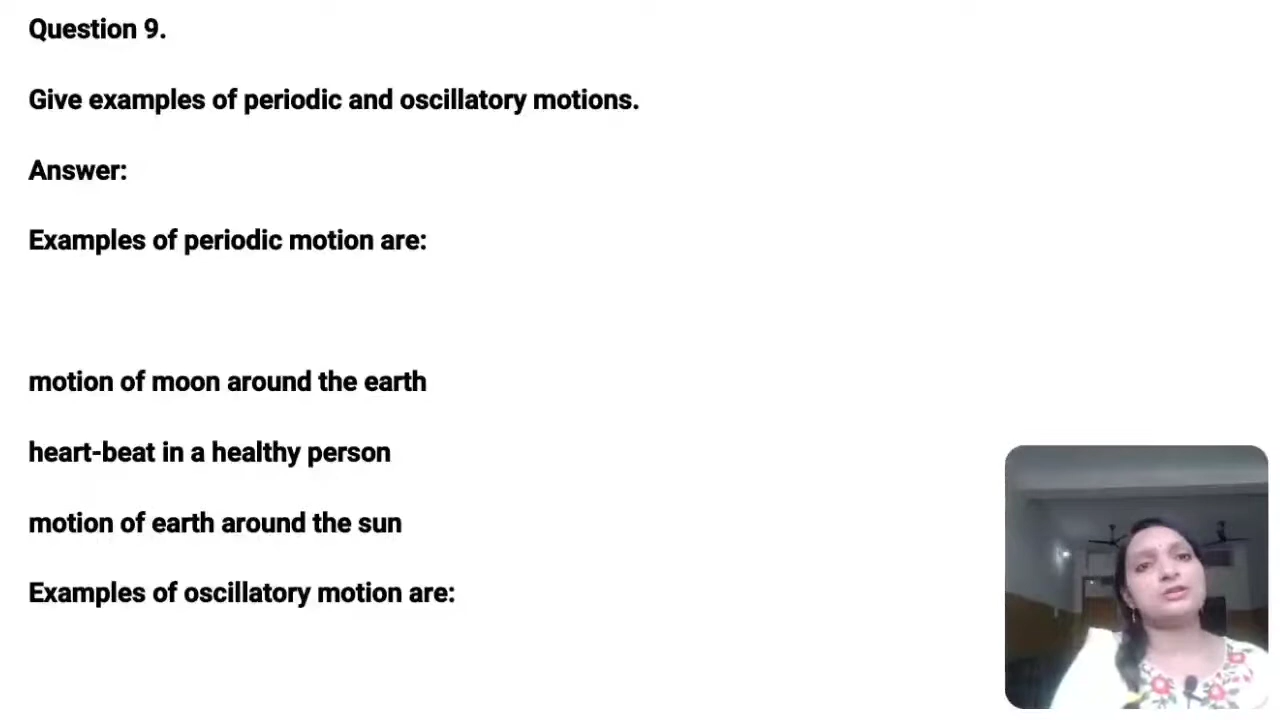 Question 9.
Give examples of periodic and oscillatory motions.
Answer:
Examples of periodic motion are:
motion of moon around the earth
heart-beat in a healthy person
motion of earth around the sun
Examples of oscillatory motion are: